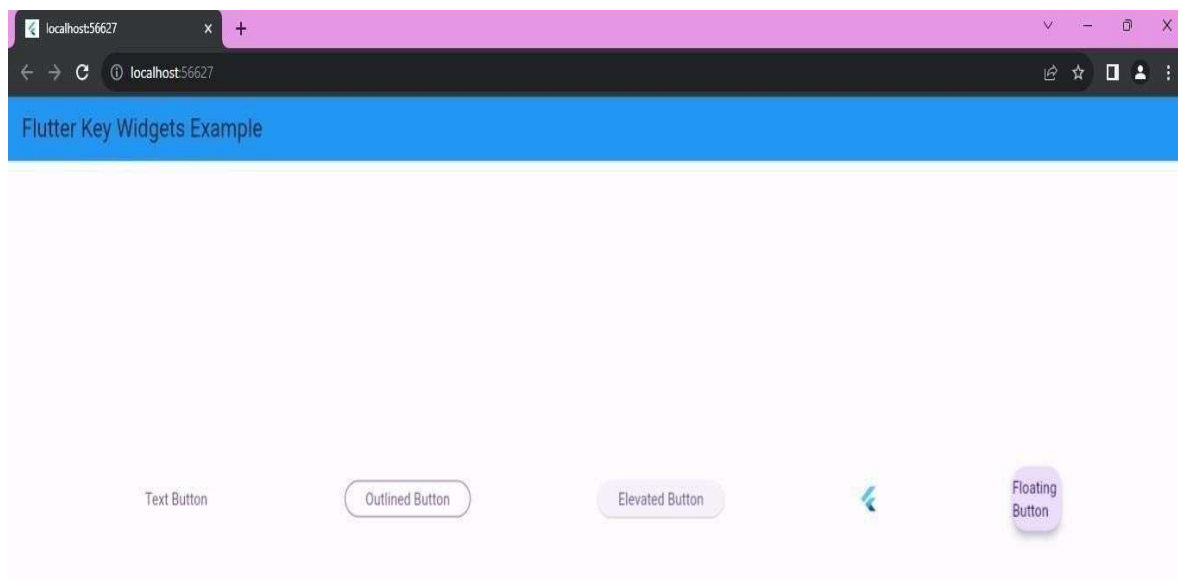 localhost:56627
localhost:56627
Flutter Key Widgets Example
Text Button
Outlined Button
Elevated Button
Floating
Button